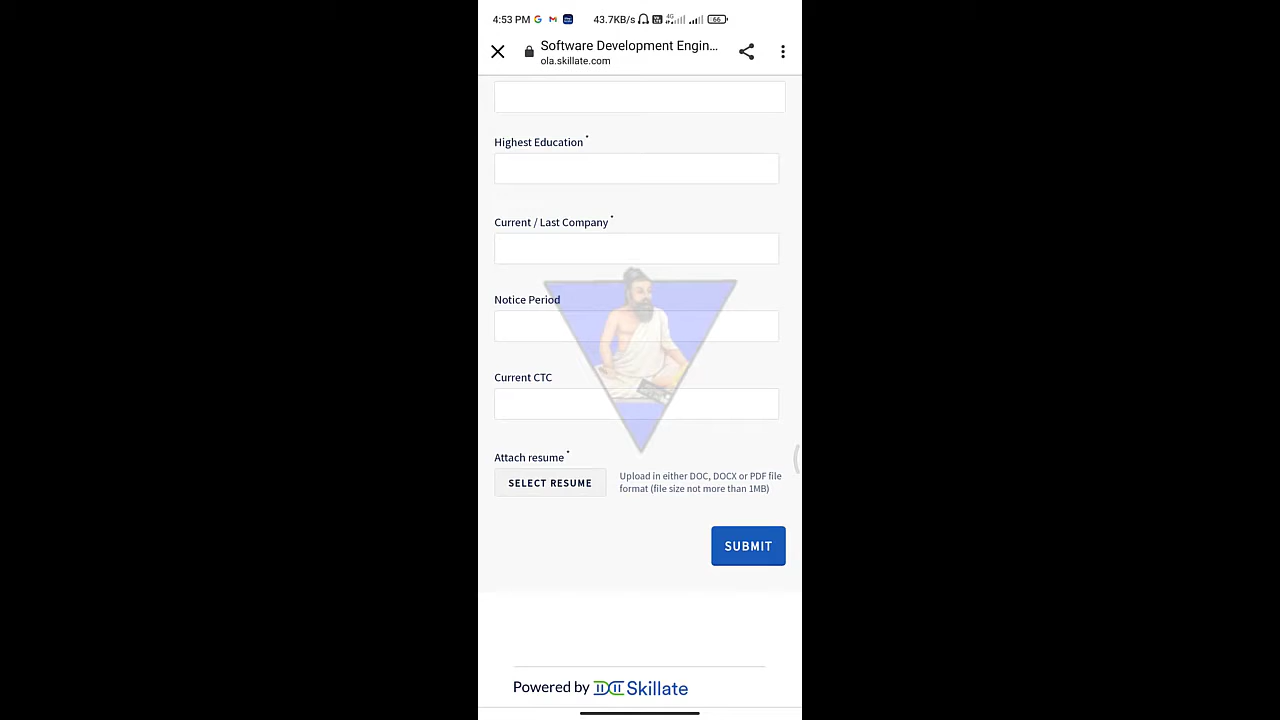 4:53 PM 43.7KB/s 4G 66
Software Development Engin...
ola.skillate.com
Highest Education *
Current / Last Company *
Notice Period
Current CTC
Attach resume *
SELECT RESUME
Upload in either DOC, DOCX or PDF file
format (file size not more than 1MB)
SUBMIT
Powered by Skillate